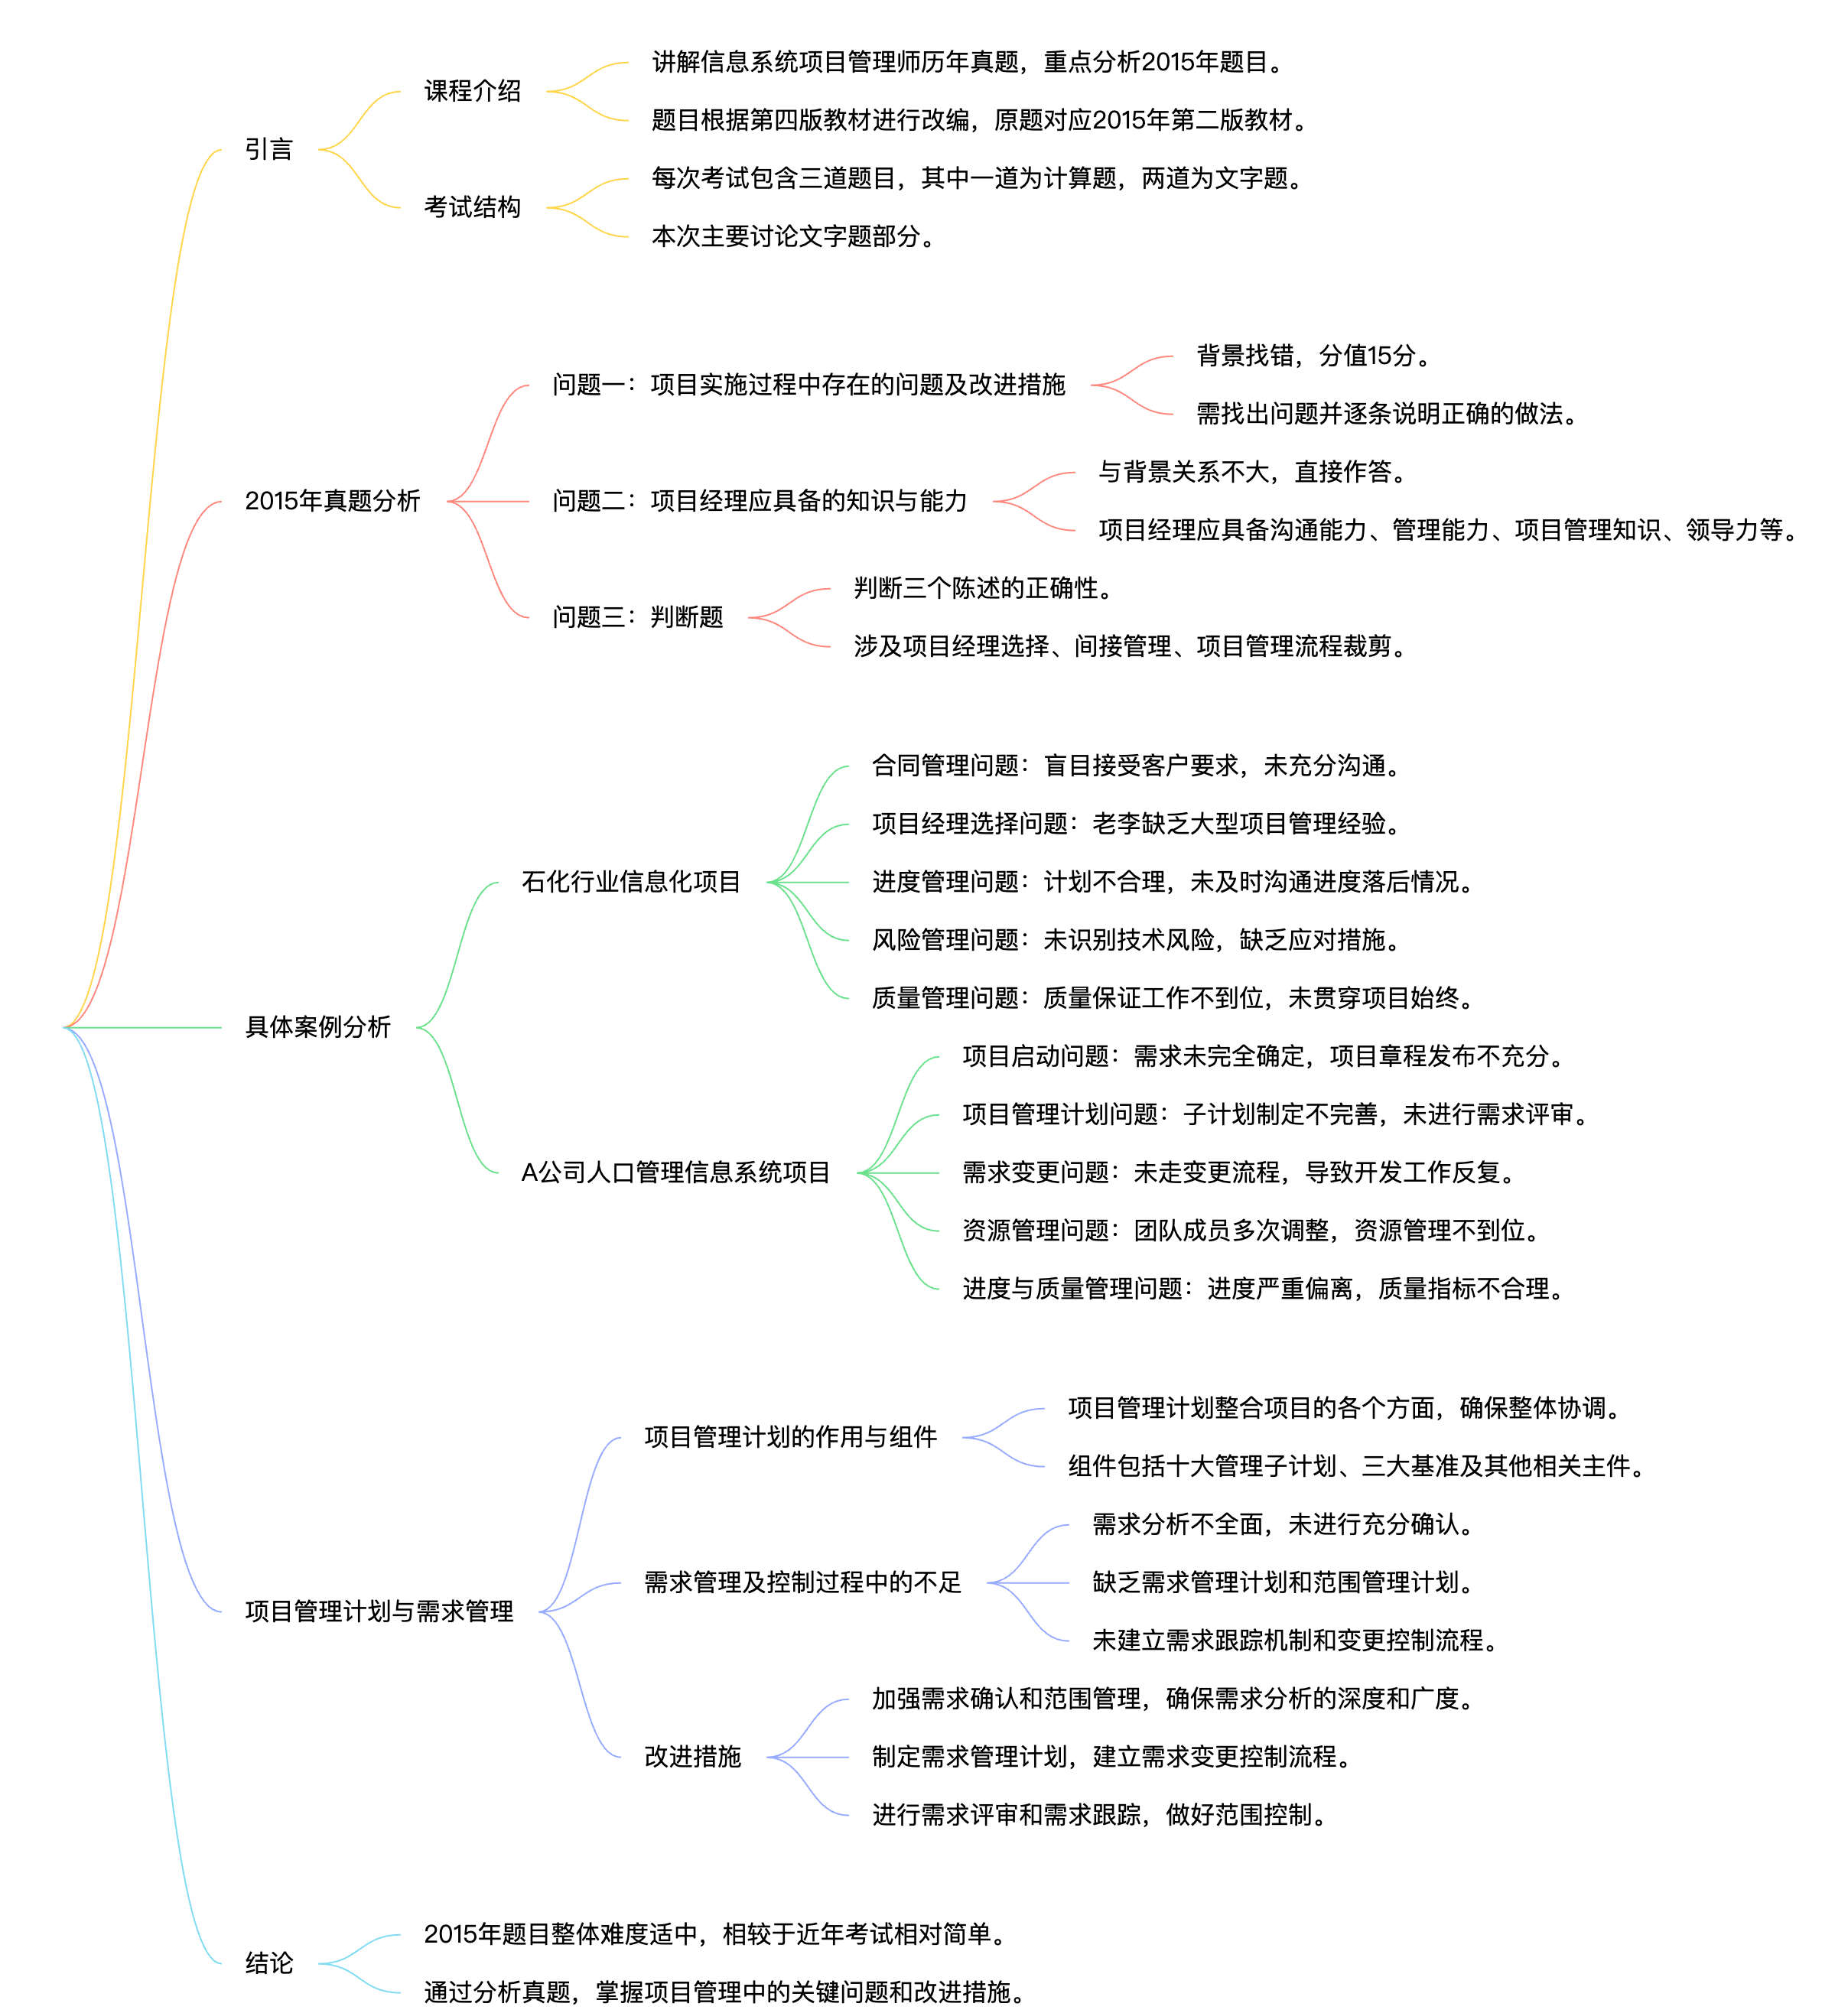 引言
课程介绍
讲解信息系统项目管理师历年真题，重点分析2015年题目。
题目根据第四版教材进行改编，原题对应2015年第二版教材。
考试结构
每次考试包含三道题目，其中一道为计算题，两道为文字题。
本次主要讨论文字题部分。
2015年真题分析
问题一：项目实施过程中存在的问题及改进措施
背景找错，分值15分。
需找出问题并逐条说明正确的做法。
问题二：项目经理应具备的知识与能力
与背景关系不大，直接作答。
项目经理应具备沟通能力、管理能力、项目管理知识、领导力等。
问题三：判断题
判断三个陈述的正确性。
涉及项目经理选择、间接管理、项目管理流程裁剪。
具体案例分析
石化行业信息化项目
合同管理问题：盲目接受客户要求，未充分沟通。
项目经理选择问题：老李缺乏大型项目管理经验。
进度管理问题：计划不合理，未及时沟通进度落后情况。
风险管理问题：未识别技术风险，缺乏应对措施。
质量管理问题：质量保证工作不到位，未贯穿项目始终。
A公司人口管理信息系统项目
项目启动问题：需求未完全确定，项目章程发布不充分。
项目管理计划问题：子计划制定不完善，未进行需求评审。
需求变更问题：未走变更流程，导致开发工作反复。
资源管理问题：团队成员多次调整，资源管理不到位。
进度与质量管理问题：进度严重偏离，质量指标不合理。
项目管理计划与需求管理
项目管理计划的作用与组件
项目管理计划整合项目的各个方面，确保整体协调。
组件包括十大管理子计划、三大基准及其他相关主件。
需求管理及控制过程中的不足
需求分析不全面，未进行充分确认。
缺乏需求管理计划和范围管理计划。
未建立需求跟踪机制和变更控制流程。
改进措施
加强需求确认和范围管理，确保需求分析的深度和广度。
制定需求管理计划，建立需求变更控制流程。
进行需求评审和需求跟踪，做好范围控制。
结论
2015年题目整体难度适中，相较于近年考试相对简单。
通过分析真题，掌握项目管理中的关键问题和改进措施。